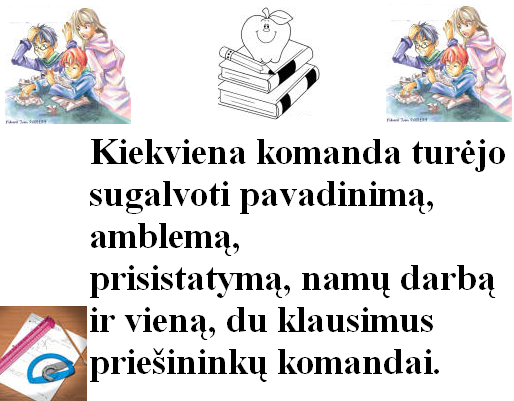 Kiekviena komanda turėjo
sugalvoti pavadinimą,
amblemą,
prisistatymą, namų darbą
ir vieną, du klausimus
priešininkų komandai.